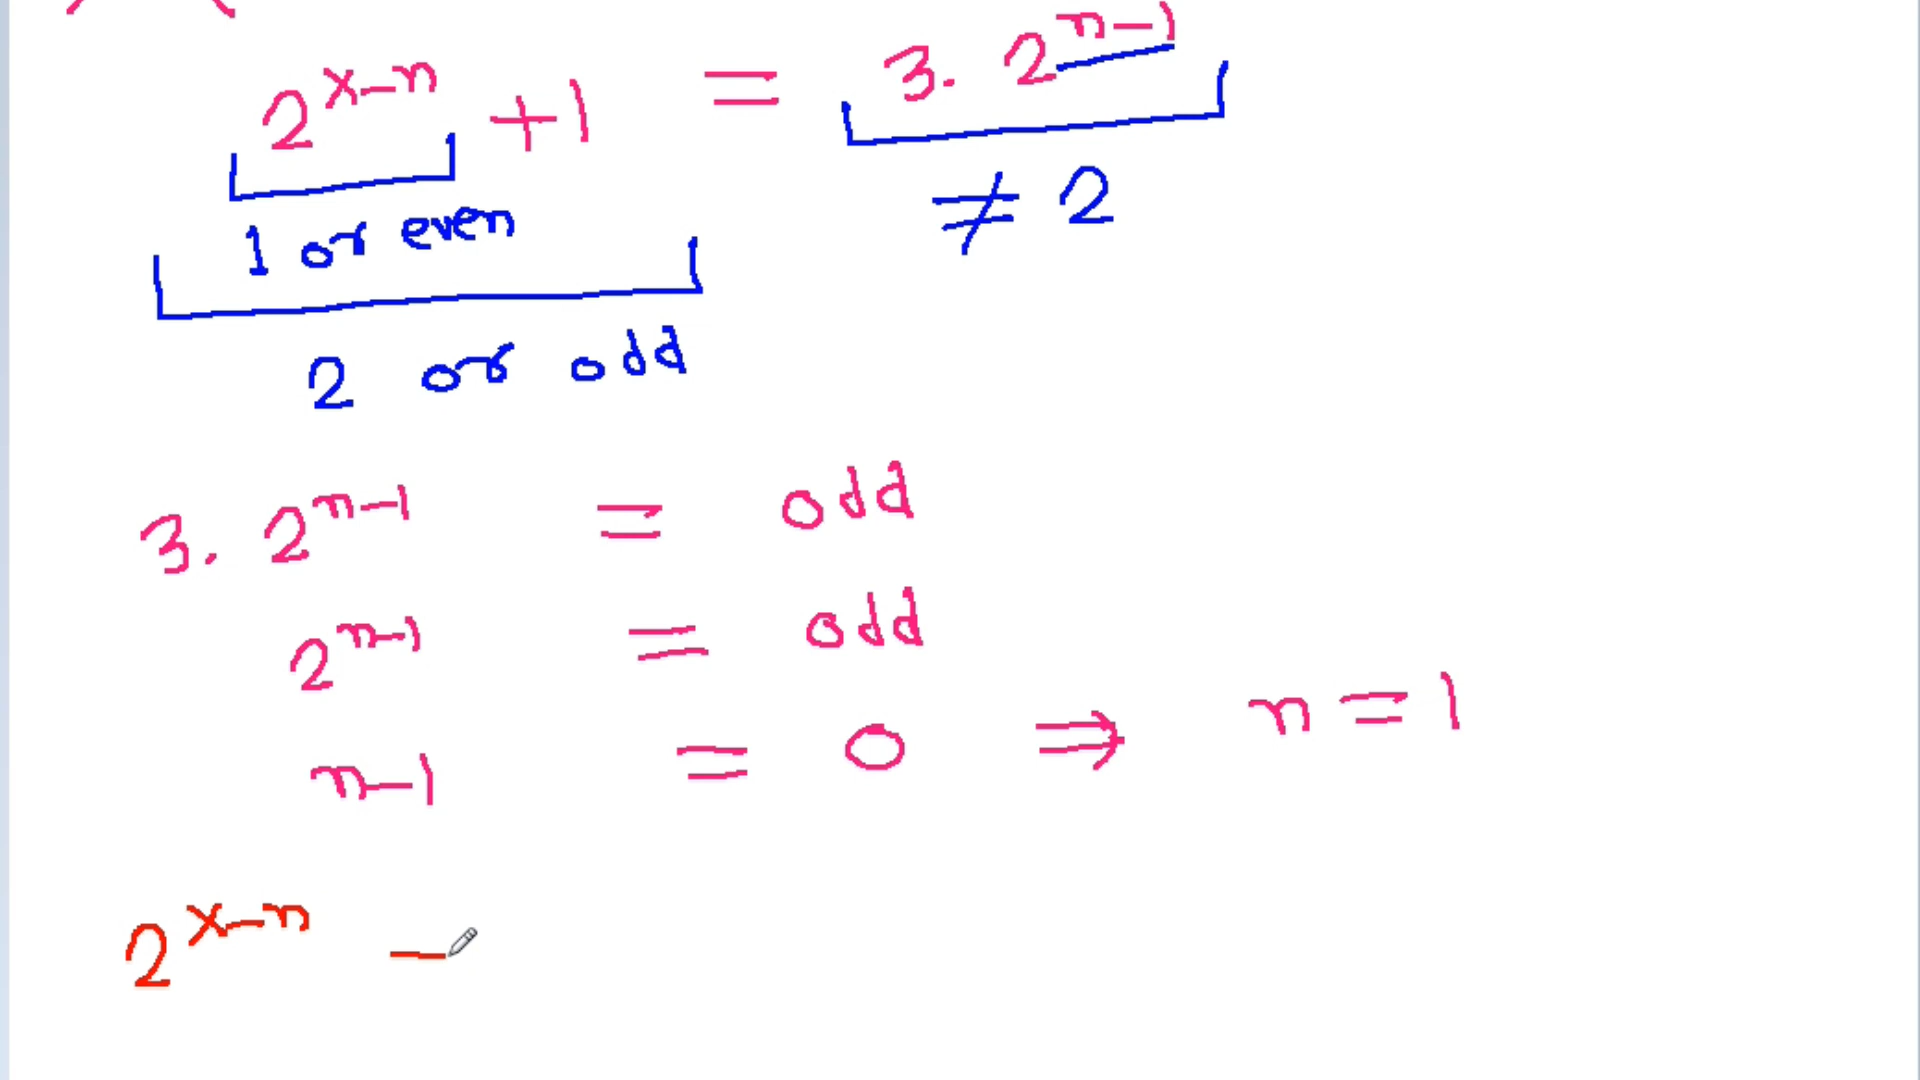 2^{x-n} + 1 = 3. 2^{n-1}
1 or even
≠ 2
2 or odd
3. 2^{n-1} = odd
2^{n-1} = odd
n-1 = 0 ⇒ n = 1
2^{x-n} -